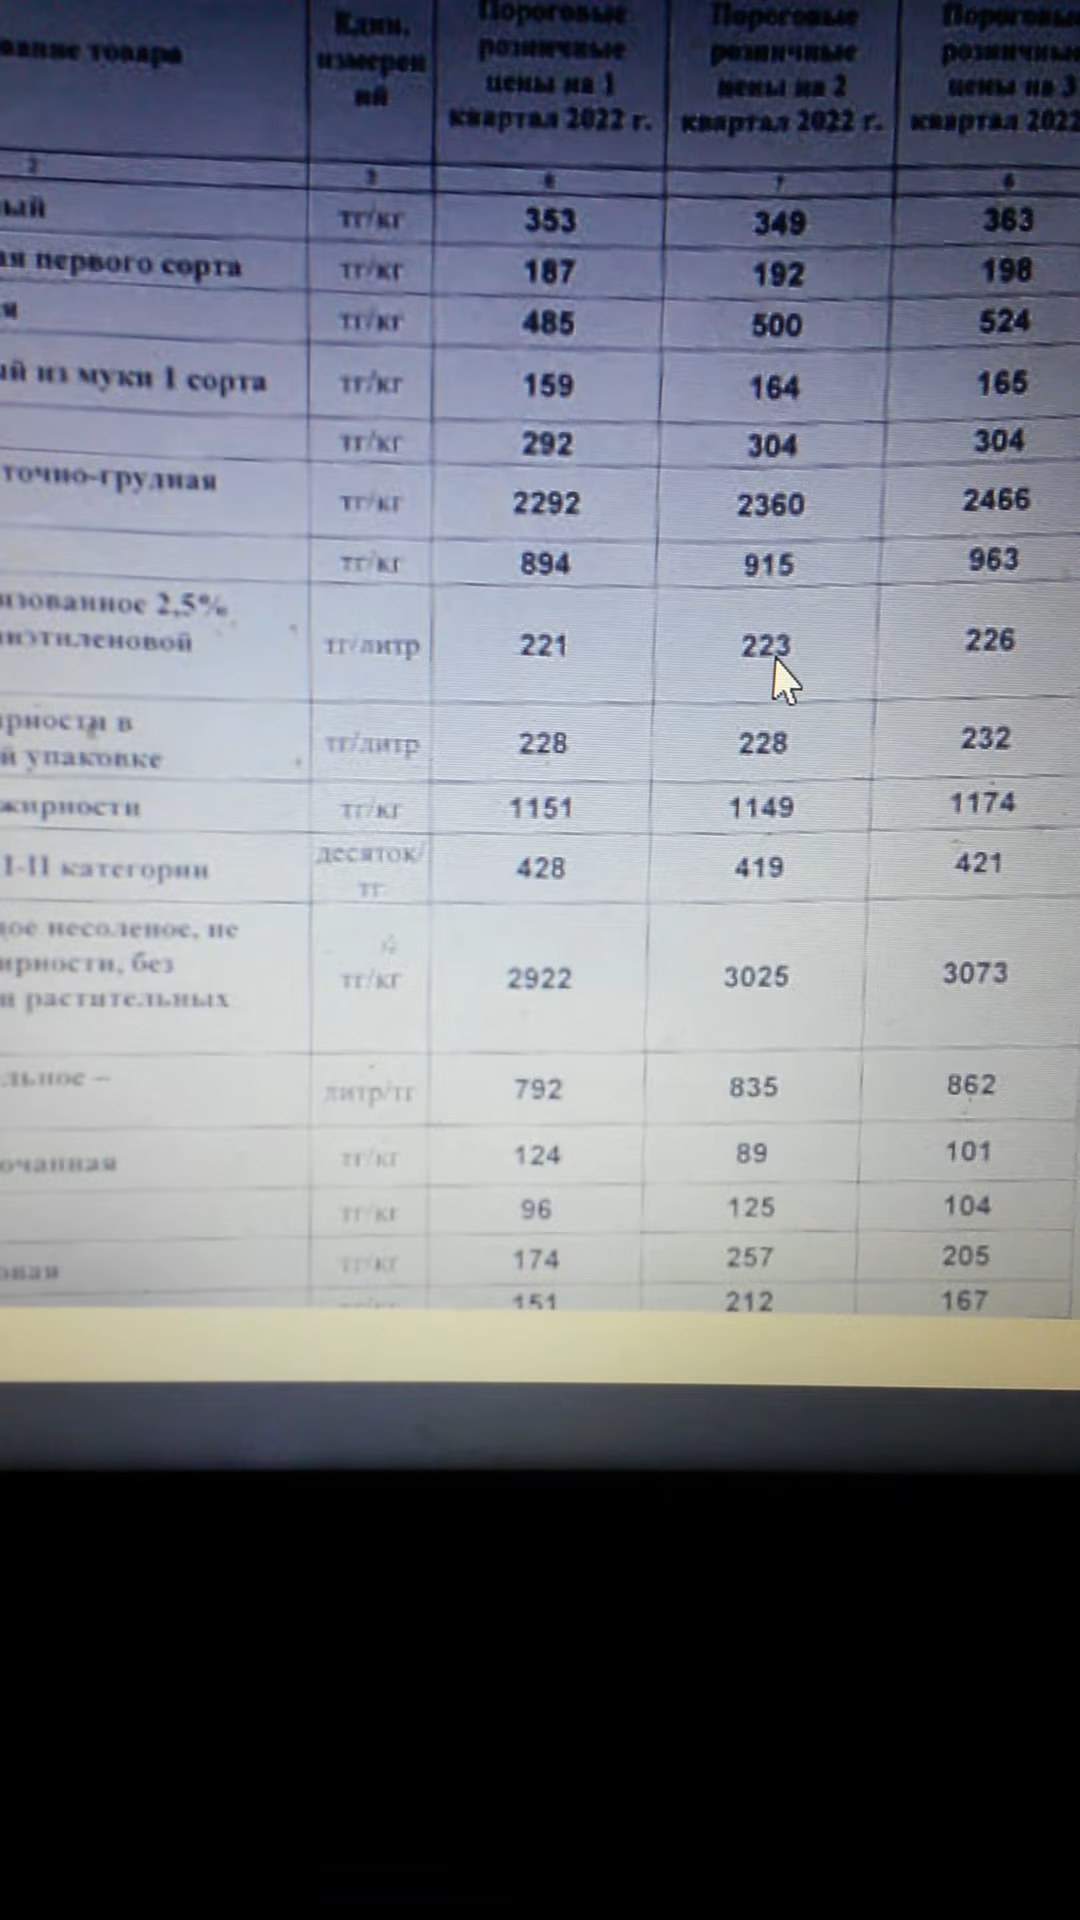 ование товара
Един.
измерен
ий
Пороговые
розничные
цены на 1
квартал 2022 г.
Пороговые
розничные
цены на 2
квартал 2022 г.
Пороговые
розничные
цены на 3
квартал 2022
2
3
6
7
ый
тг/кг 353 349 363
ая первого сорта тг/кг 187 192 198
я тг/кг 485 500 524
ый из муки 1 сорта тг/кг 159 164 165
тг/кг 292 304 304
точно-грудная
тг/кг 2292 2360 2466
тг/кг 894 915 963
изованное 2,5%
иэтиленовой
тг/литр 221 223 226
рности в
й упаковке
тг/литр 228 228 232
жирности тг/кг 1151 1149 1174
I-II категории
десяток/
тг
428 419 421
ое несоленое, не
ирности, без
и растительных
тг/кг 2922 3025 3073
льное –
литр/тг 792 835 862
очанная тг/кг 124 89 101
тг/кг 96 125 104
овая тг/кг 174 257 205
151 212 167